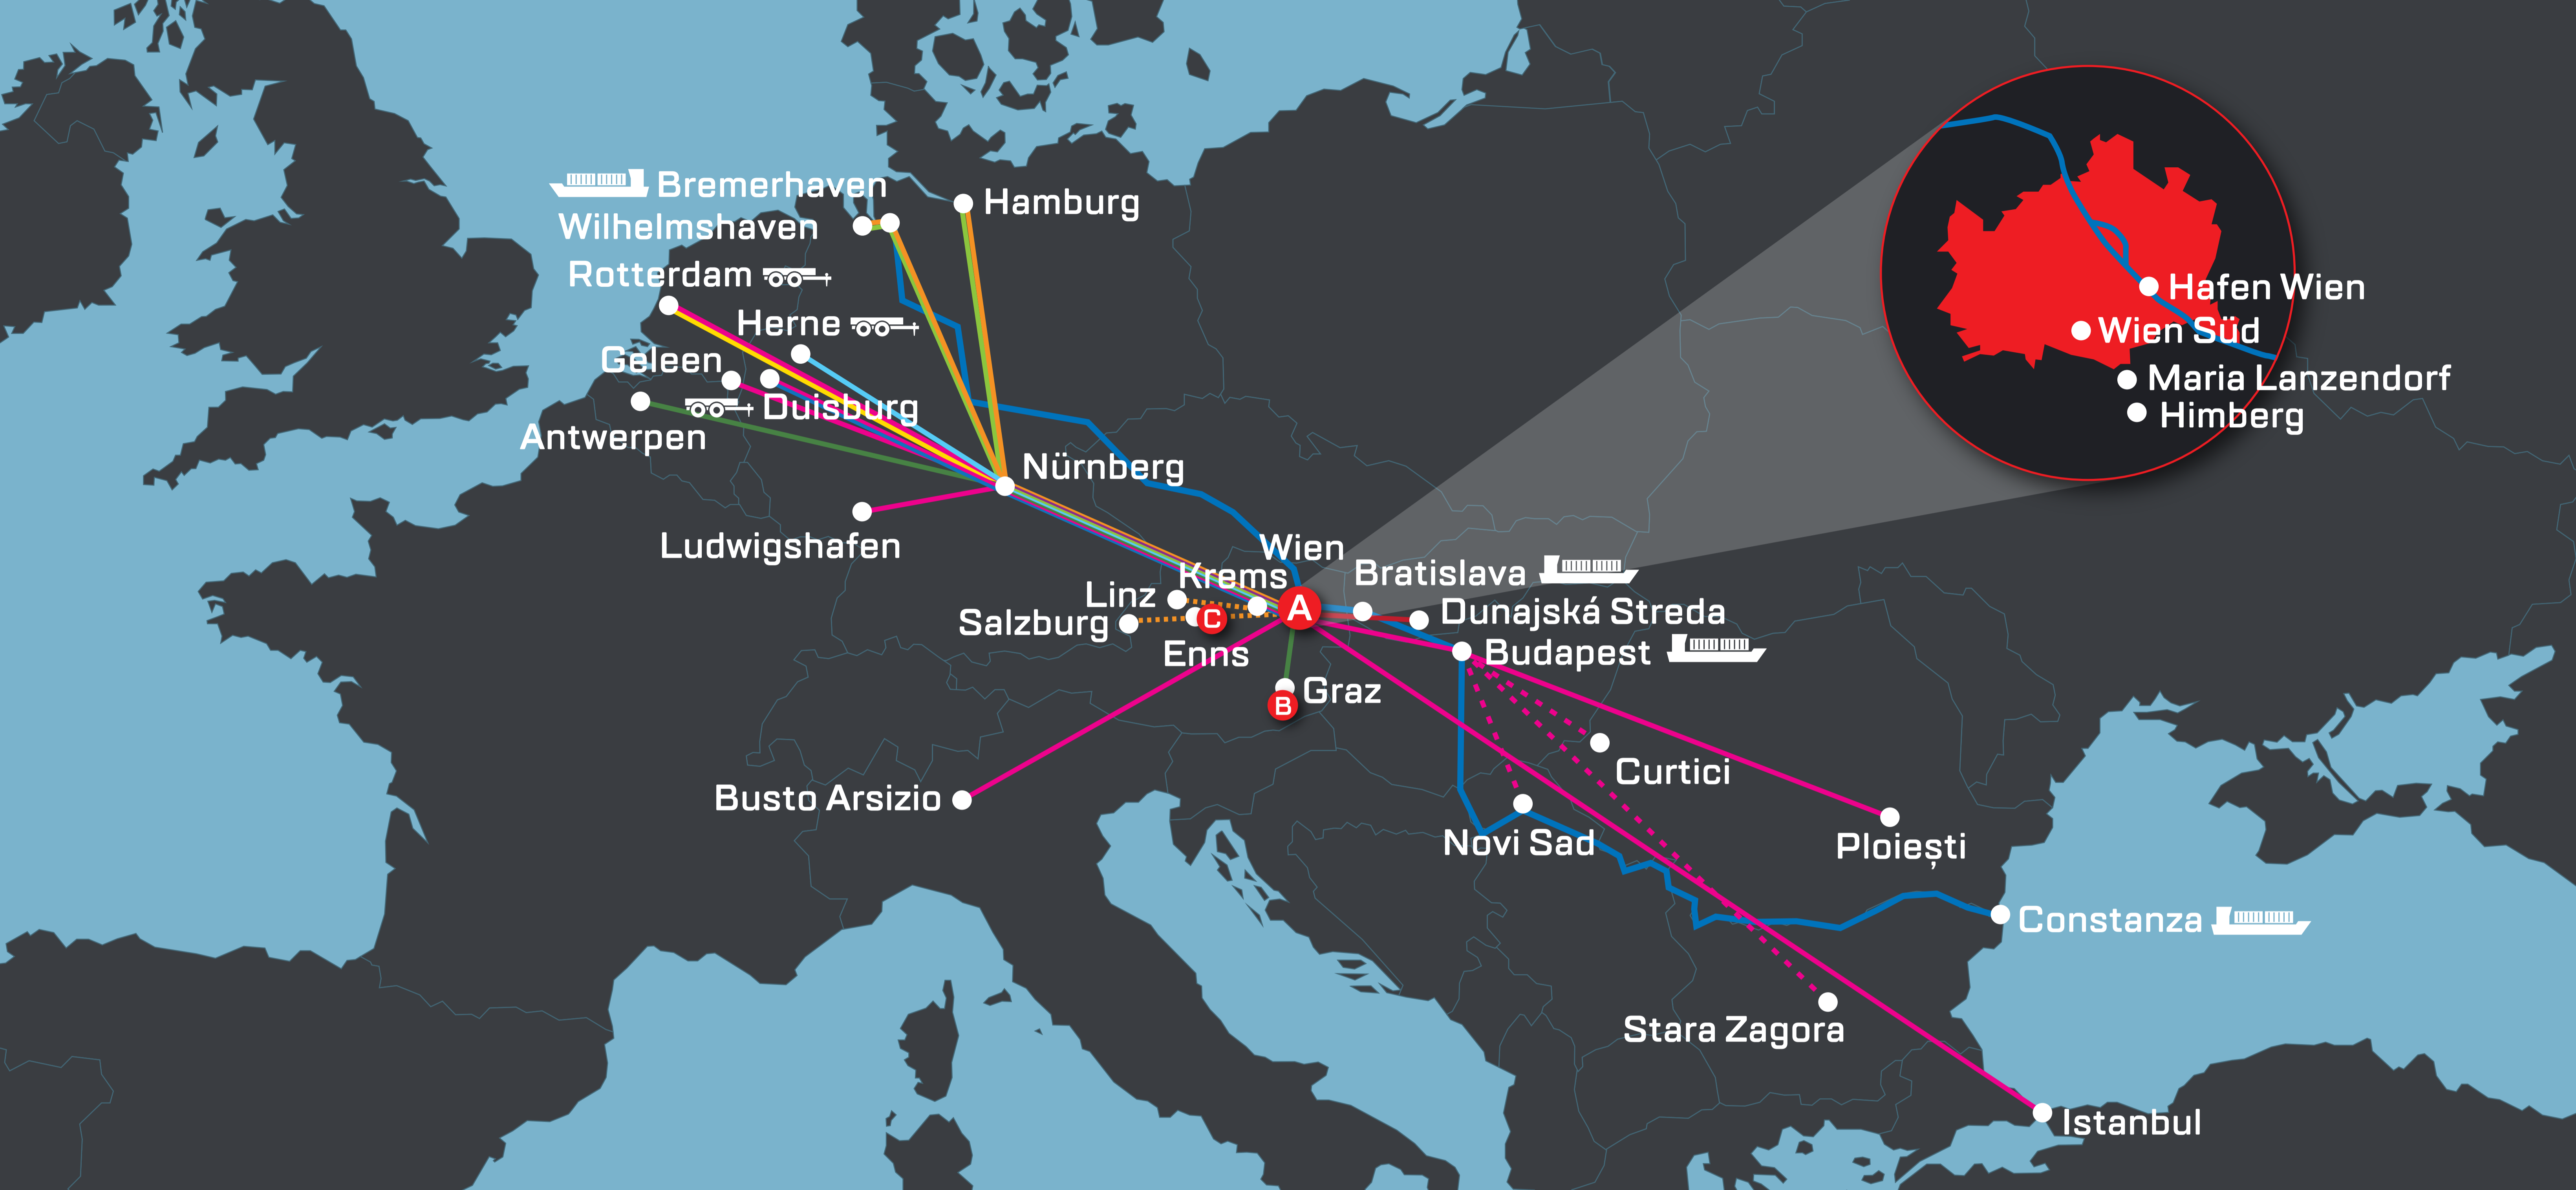 Bremerhaven
Hamburg
Wilhelmshaven
Rotterdam
Herne
Geleen
Duisburg
Antwerpen
Nürnberg
Ludwigshafen
Wien
Krems
Linz
Salzburg
Enns
A
C
B
Bratislava
Dunajská Streda
Budapest
Graz
Busto Arsizio
Curtici
Novi Sad
Ploiești
Constanza
Stara Zagora
Istanbul
Hafen Wien
Wien Süd
Maria Lanzendorf
Himberg